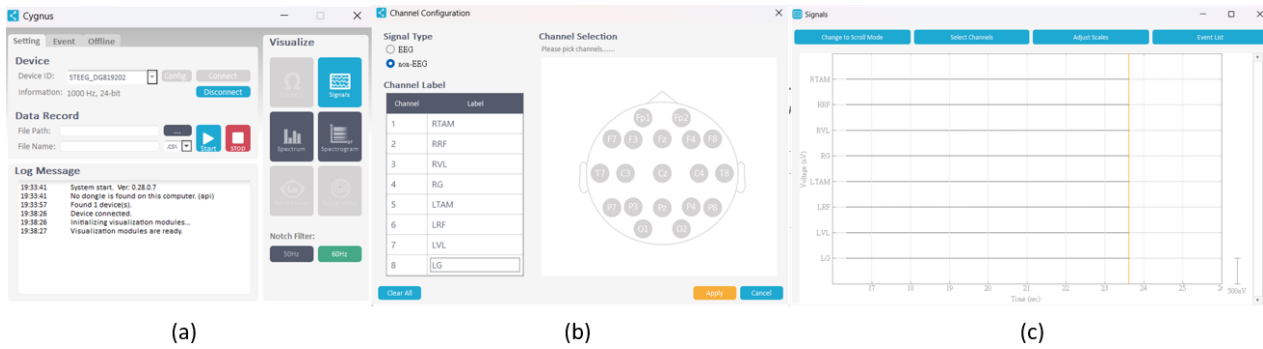 Cygnus
Setting Event Offline
Device
Device ID: STEEG_DG819202 Config Connect
Information: 1000 Hz, 24-bit Disconnect
Data Record
File Path: ...
File Name: .csv Start stop
Log Message
19:33:41 System start. Ver: 0.28.0.7
19:33:41 No dongle is found on this computer. (api)
19:33:57 Found 1 device(s).
19:38:26 Device connected.
19:38:26 Initializing visualization modules...
19:38:27 Visualization modules are ready.
Visualize
Signals
Spectrum Spectrogram
Notch Filter:
50Hz 60Hz
(a)
Channel Configuration
Signal Type
EEG
non-EEG
Channel Label
Channel Label
1 RTAM
2 RRF
3 RVL
4 RG
5 LTAM
6 LRF
7 LVL
8 LG
Clear All
Channel Selection
Please pick channels......
Fp1 Fp2
F7 F3 Fz F4 F8
T7 C3 Cz C4 T8
P7 P3 Pz P4 P8
O1 O2
Apply Cancel
(b)
Signals
Change to Scroll Mode Select Channels Adjust Scales Event List
RTAM
RRF
RVL
RG
LTAM
LRF
LVL
LG
Voltage (uV)
17 18 19 20 21 22 23 24 25
Time (sec)
500uV
(c)